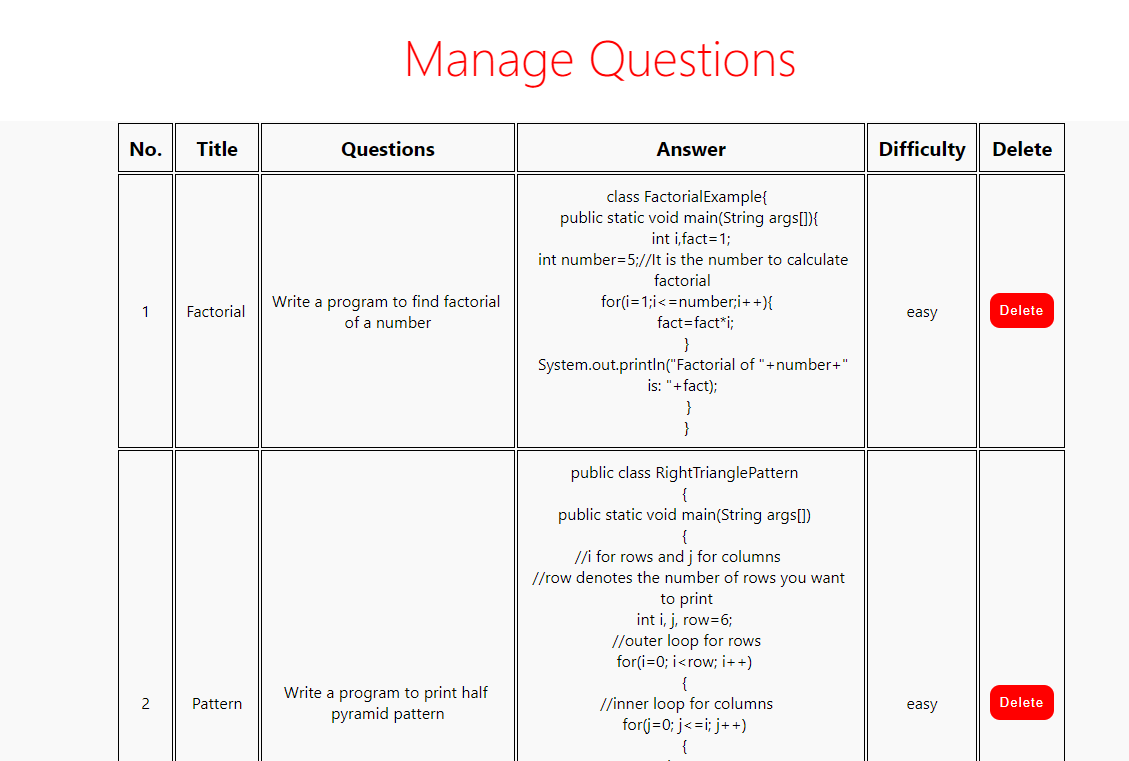 Manage Questions
No. Title Questions Answer Difficulty Delete
1
Factorial
Write a program to find factorial
of a number
class FactorialExample{
public static void main(String args[]){
int i,fact=1;
int number=5;//It is the number to calculate
factorial
for(i=1;i<=number;i++){
fact=fact*i;
}
System.out.println("Factorial of "+number+"
is: "+fact);
}
}
easy
Delete
2
Pattern
Write a program to print half
pyramid pattern
public class RightTrianglePattern
{
public static void main(String args[])
{
//i for rows and j for columns
//row denotes the number of rows you want
to print
int i, j, row=6;
//outer loop for rows
for(i=0; i<row; i++)
{
//inner loop for columns
for(j=0; j<=i; j++)
{
easy
Delete